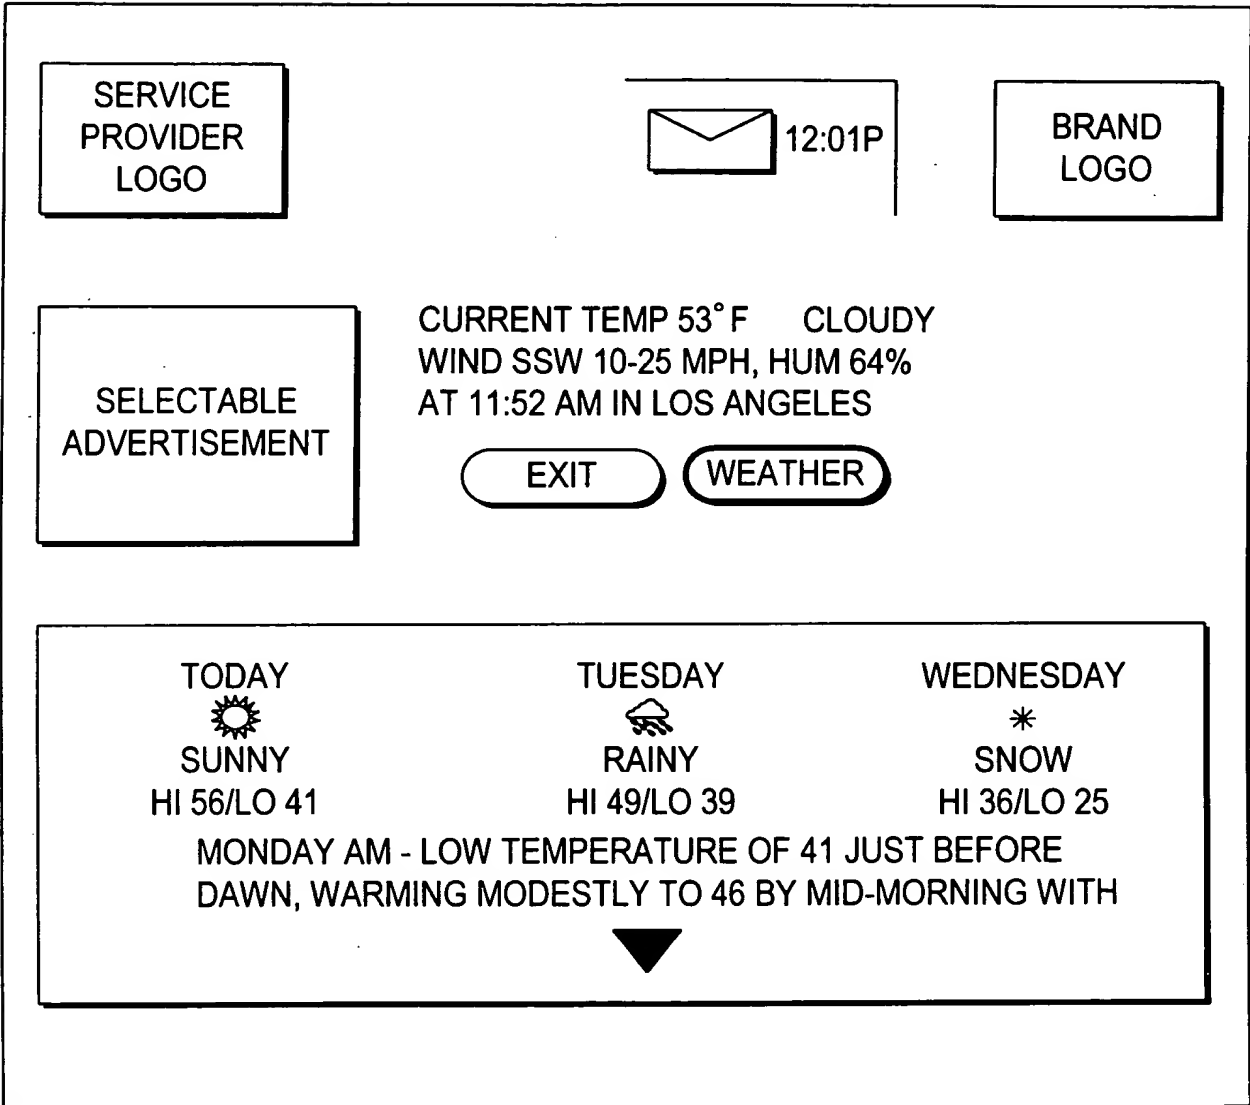 SERVICE
PROVIDER
LOGO
12:01P
BRAND
LOGO
SELECTABLE
ADVERTISEMENT
CURRENT TEMP 53° F CLOUDY
WIND SSW 10-25 MPH, HUM 64%
AT 11:52 AM IN LOS ANGELES
EXIT
WEATHER
TODAY
SUNNY
HI 56/LO 41
TUESDAY
RAINY
HI 49/LO 39
WEDNESDAY
SNOW
HI 36/LO 25
MONDAY AM - LOW TEMPERATURE OF 41 JUST BEFORE
DAWN, WARMING MODESTLY TO 46 BY MID-MORNING WITH